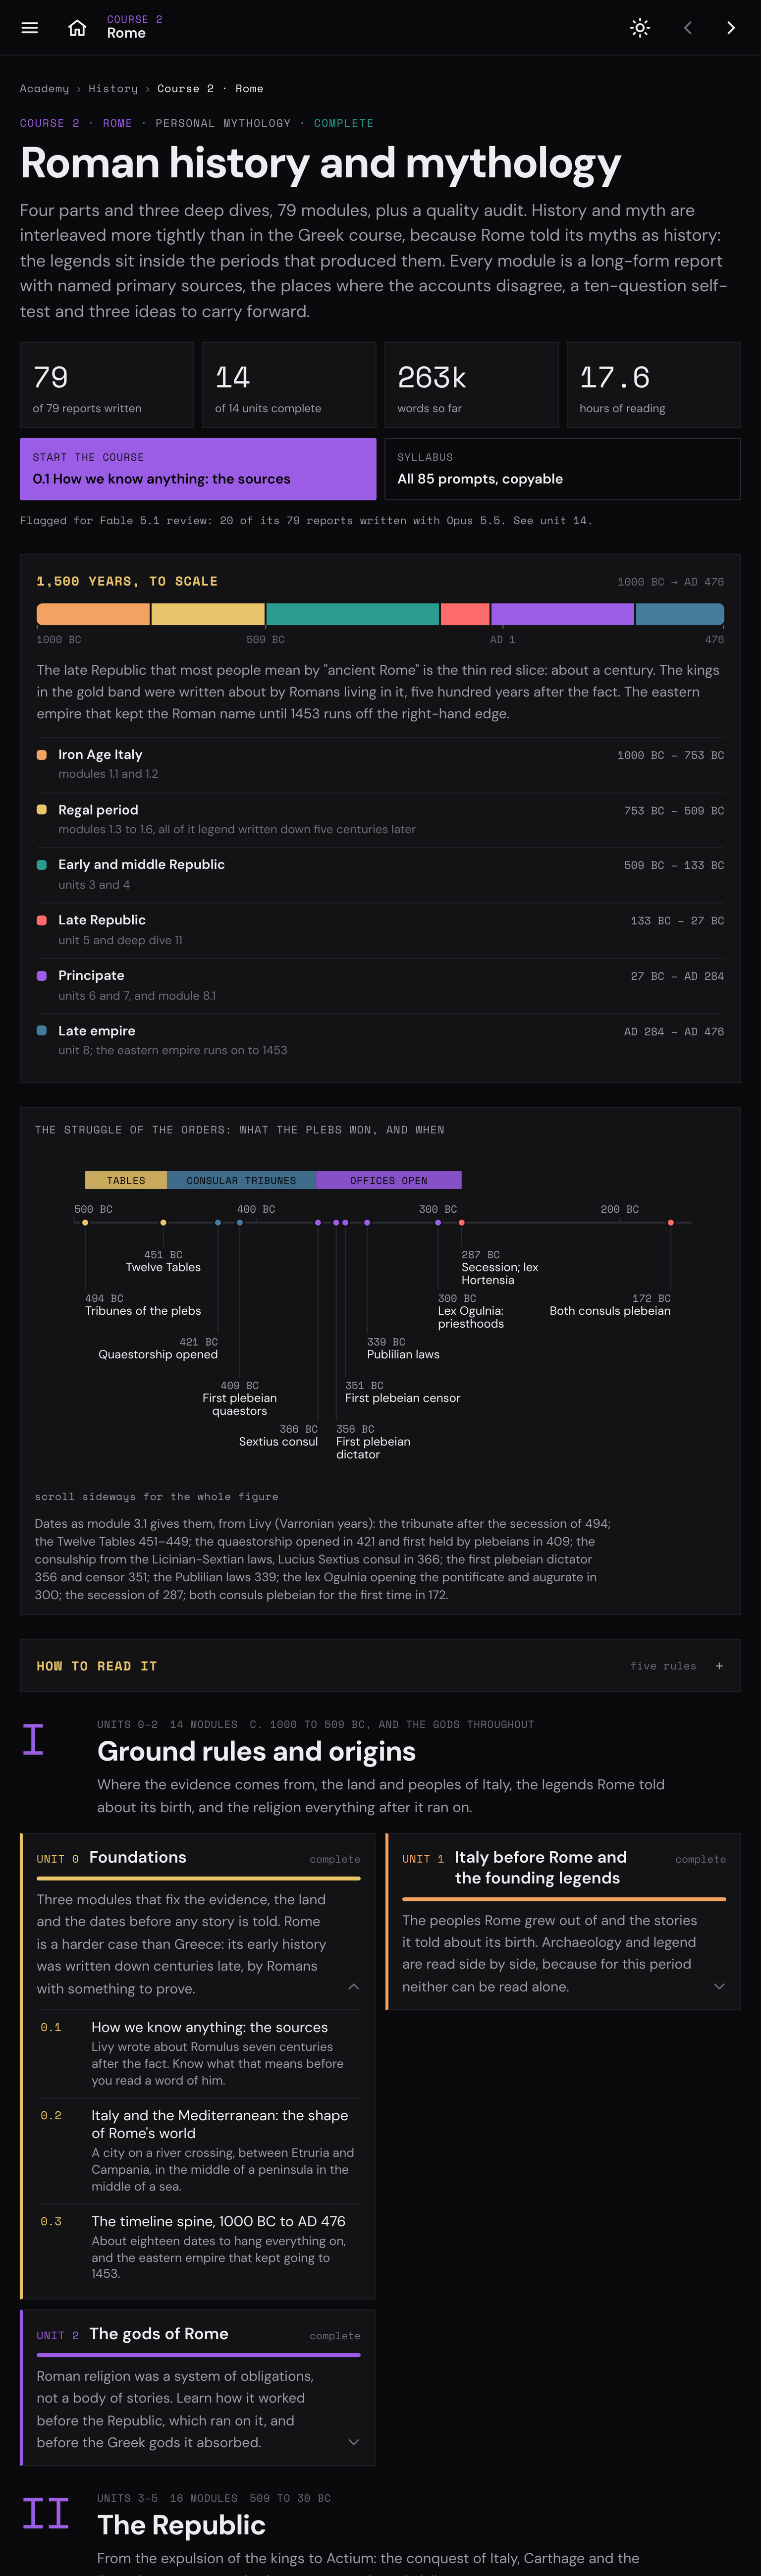 COURSE 2
Rome
Academy › History › Course 2 · Rome
COURSE 2 · ROME · PERSONAL MYTHOLOGY · COMPLETE
Roman history and mythology
Four parts and three deep dives, 79 modules, plus a quality audit. History and myth are
interleaved more tightly than in the Greek course, because Rome told its myths as history:
the legends sit inside the periods that produced them. Every module is a long-form report
with named primary sources, the places where the accounts disagree, a ten-question self-
test and three ideas to carry forward.
79
of 79 reports written
14
of 14 units complete
263k
words so far
17.6
hours of reading
START THE COURSE
0.1 How we know anything: the sources
SYLLABUS
All 85 prompts, copyable
Flagged for Fable 5.1 review: 20 of its 79 reports written with Opus 5.5. See unit 14.
1,500 YEARS, TO SCALE
1000 BC → AD 476
1000 BC 509 BC AD 1 476
The late Republic that most people mean by "ancient Rome" is the thin red slice: about a century. The kings
in the gold band were written about by Romans living in it, five hundred years after the fact. The eastern
empire that kept the Roman name until 1453 runs off the right-hand edge.
Iron Age Italy 1000 BC – 753 BC
modules 1.1 and 1.2
Regal period 753 BC – 509 BC
modules 1.3 to 1.6, all of it legend written down five centuries later
Early and middle Republic 509 BC – 133 BC
units 3 and 4
Late Republic 133 BC – 27 BC
unit 5 and deep dive 11
Principate 27 BC – AD 284
units 6 and 7, and module 8.1
Late empire AD 284 – AD 476
unit 8; the eastern empire runs on to 1453
THE STRUGGLE OF THE ORDERS: WHAT THE PLEBS WON, AND WHEN
TABLES CONSULAR TRIBUNES OFFICES OPEN
500 BC 400 BC 300 BC 200 BC
451 BC
Twelve Tables
287 BC
Secession; lex
Hortensia
494 BC
Tribunes of the plebs
300 BC
Lex Ogulnia:
priesthoods
172 BC
Both consuls plebeian
421 BC
Quaestorship opened
339 BC
Publilian laws
409 BC
First plebeian
quaestors
351 BC
First plebeian censor
366 BC
Sextius consul
356 BC
First plebeian
dictator
scroll sideways for the whole figure
Dates as module 3.1 gives them, from Livy (Varronian years): the tribunate after the secession of 494;
the Twelve Tables 451–449; the quaestorship opened in 421 and first held by plebeians in 409; the
consulship from the Licinian-Sextian laws, Lucius Sextius consul in 366; the first plebeian dictator
356 and censor 351; the Publilian laws 339; the lex Ogulnia opening the pontificate and augurate in
300; the secession of 287; both consuls plebeian for the first time in 172.
HOW TO READ IT
five rules +
I
UNITS 0–2 14 MODULES C. 1000 TO 509 BC, AND THE GODS THROUGHOUT
Ground rules and origins
Where the evidence comes from, the land and peoples of Italy, the legends Rome told
about its birth, and the religion everything after it ran on.
UNIT 0 Foundations complete
Three modules that fix the evidence, the land
and the dates before any story is told. Rome
is a harder case than Greece: its early history
was written down centuries late, by Romans
with something to prove.
0.1 How we know anything: the sources
Livy wrote about Romulus seven centuries
after the fact. Know what that means before
you read a word of him.
0.2 Italy and the Mediterranean: the shape
of Rome's world
A city on a river crossing, between Etruria and
Campania, in the middle of a peninsula in the
middle of a sea.
0.3 The timeline spine, 1000 BC to AD 476
About eighteen dates to hang everything on,
and the eastern empire that kept going to
1453.
UNIT 1 Italy before Rome and
the founding legends
complete
The peoples Rome grew out of and the stories
it told about its birth. Archaeology and legend
are read side by side, because for this period
neither can be read alone.
UNIT 2 The gods of Rome complete
Roman religion was a system of obligations,
not a body of stories. Learn how it worked
before the Republic, which ran on it, and
before the Greek gods it absorbed.
II
UNITS 3–5 16 MODULES 509 TO 30 BC
The Republic
From the expulsion of the kings to Actium: the conquest of Italy, Carthage and the